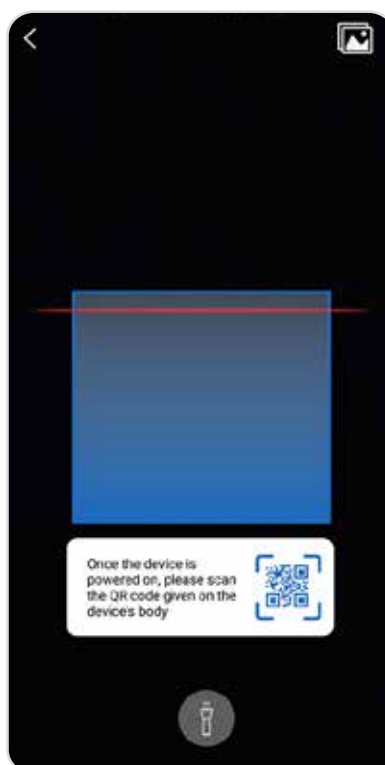 Once the device is
powered on, please scan
the QR code given on the
device's body